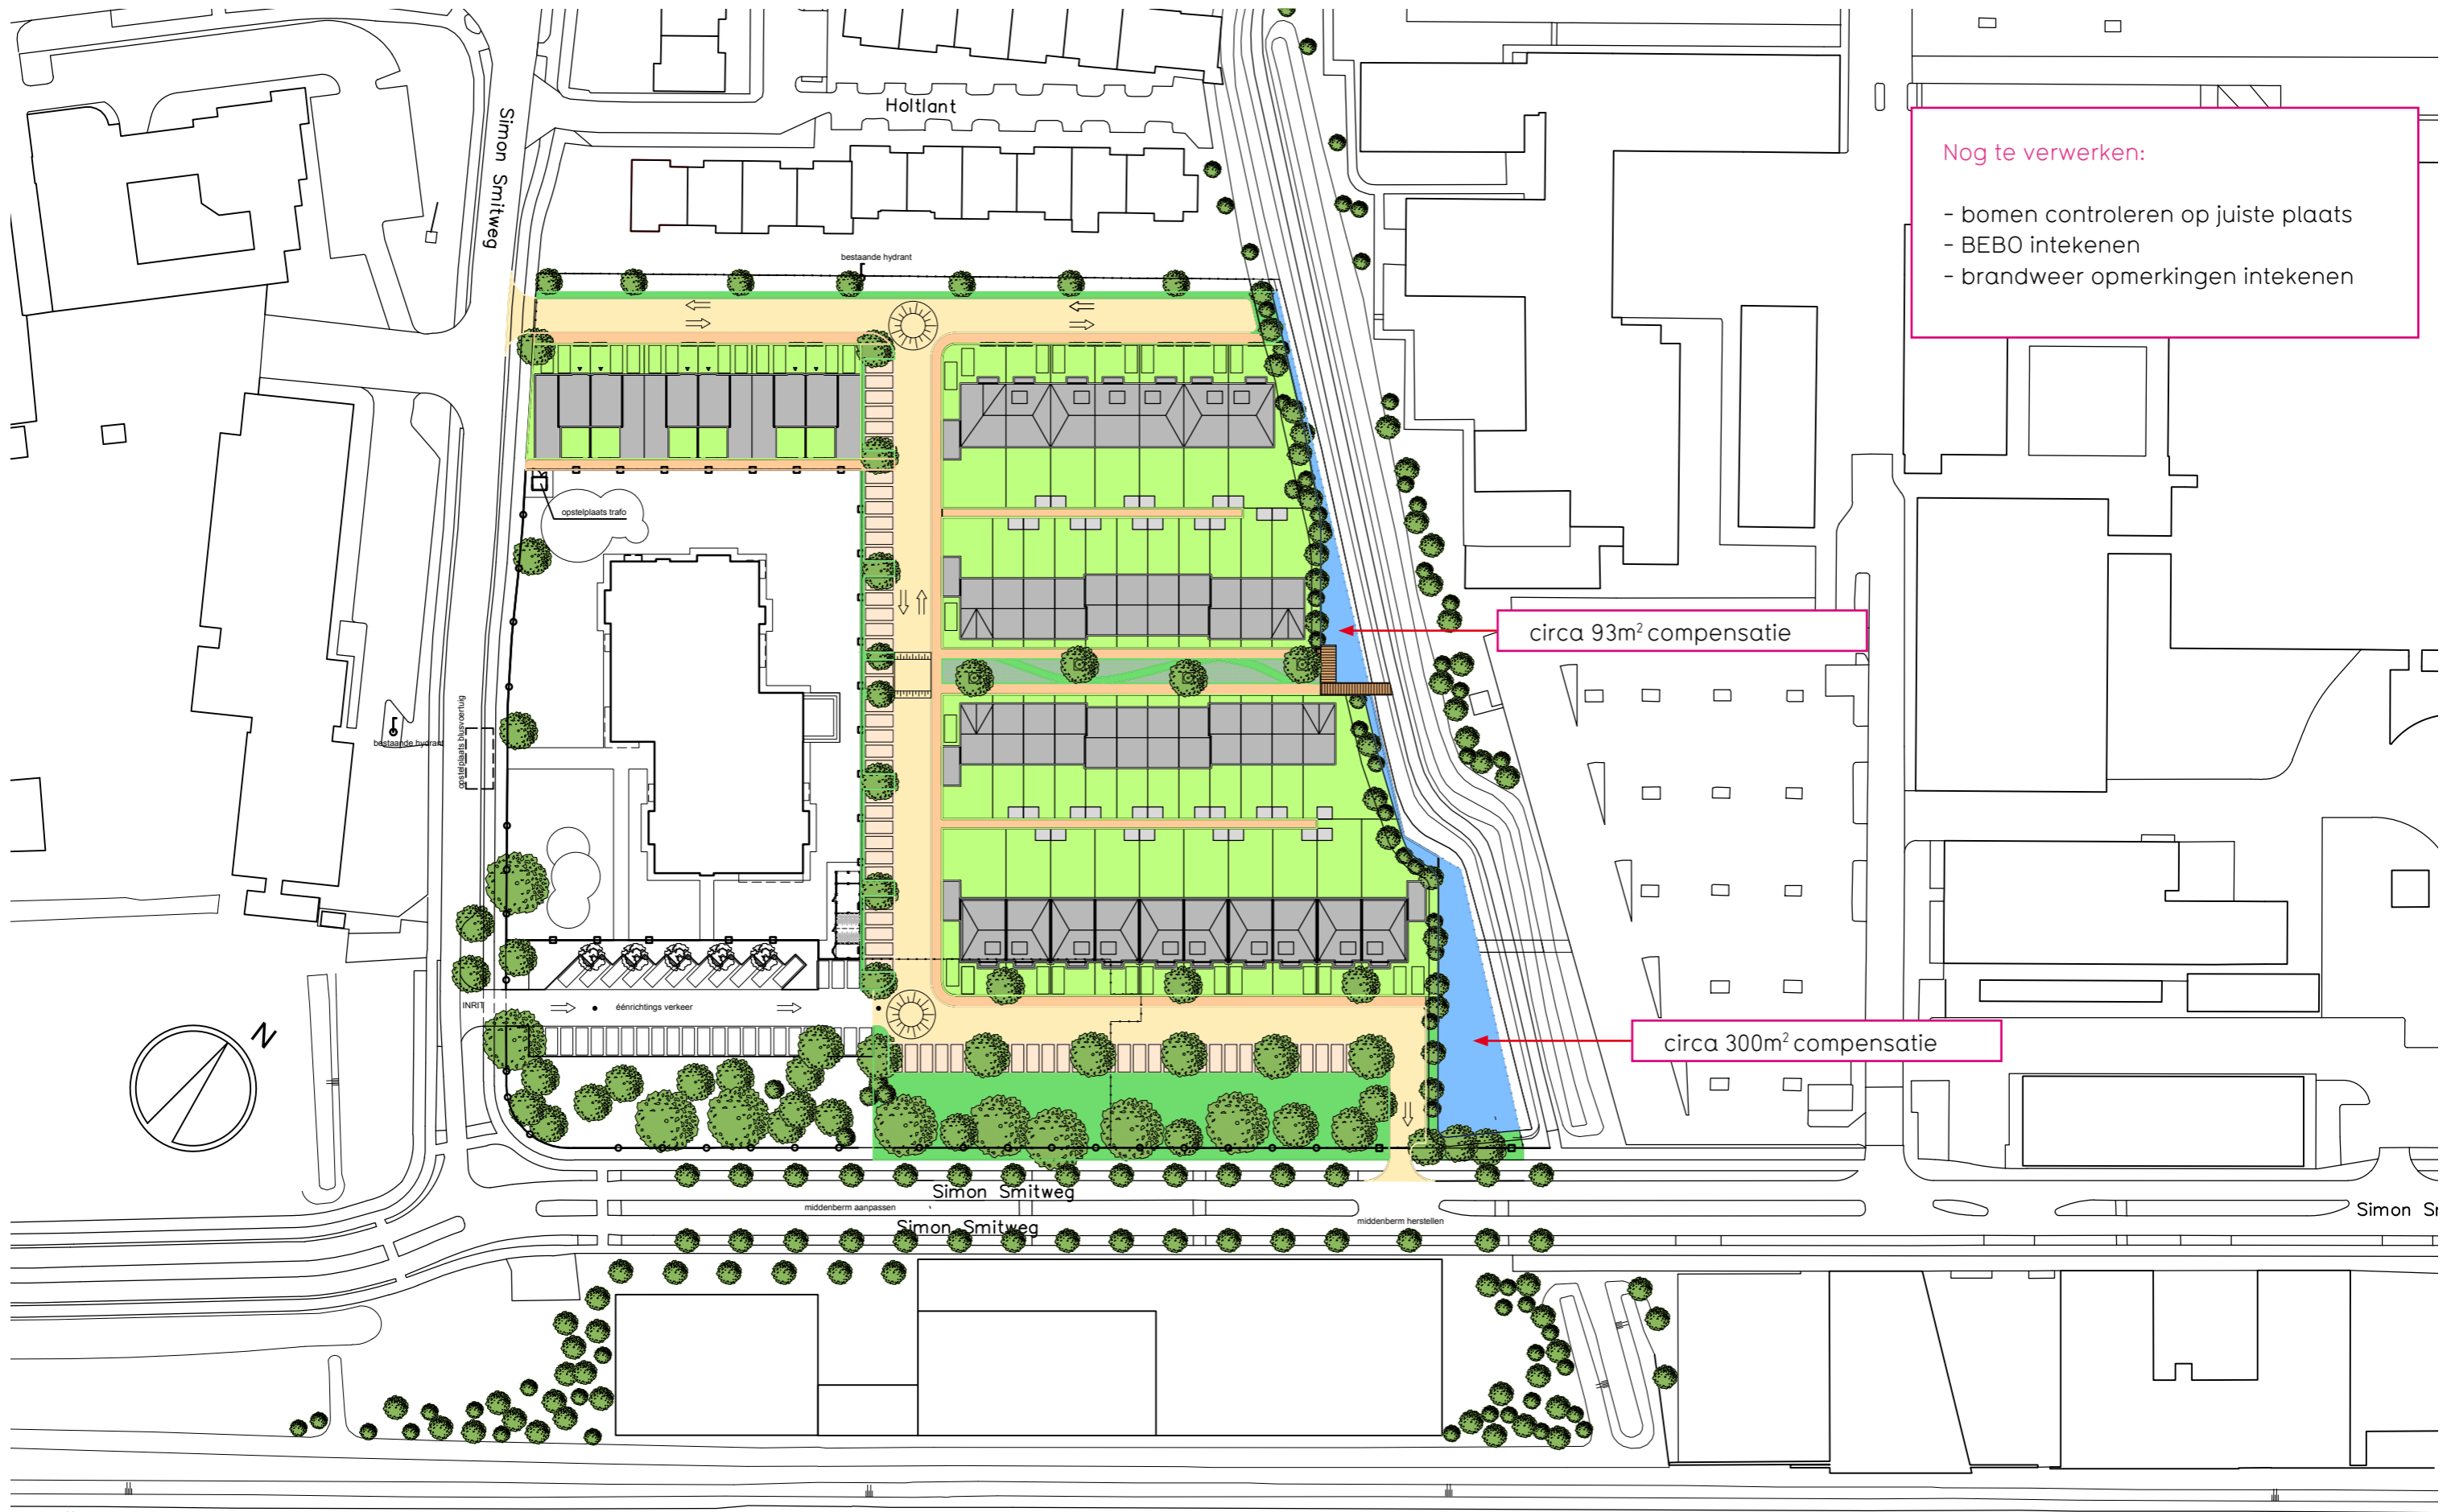 Holtlant
Simon Smitweg
Nog te verwerken:
- bomen controleren op juiste plaats
- BEBO intekenen
- brandweer opmerkingen intekenen
bestaande hydrant
opstelplaats trafo
circa 93m² compensatie
bestaande hydrant
opstelplaats blusvoertuig
INRIT
éénrichtings verkeer
N
circa 300m² compensatie
Simon Smitweg
middenberm aanpassen
Simon Smitweg
middenberm herstellen
Simon Sm